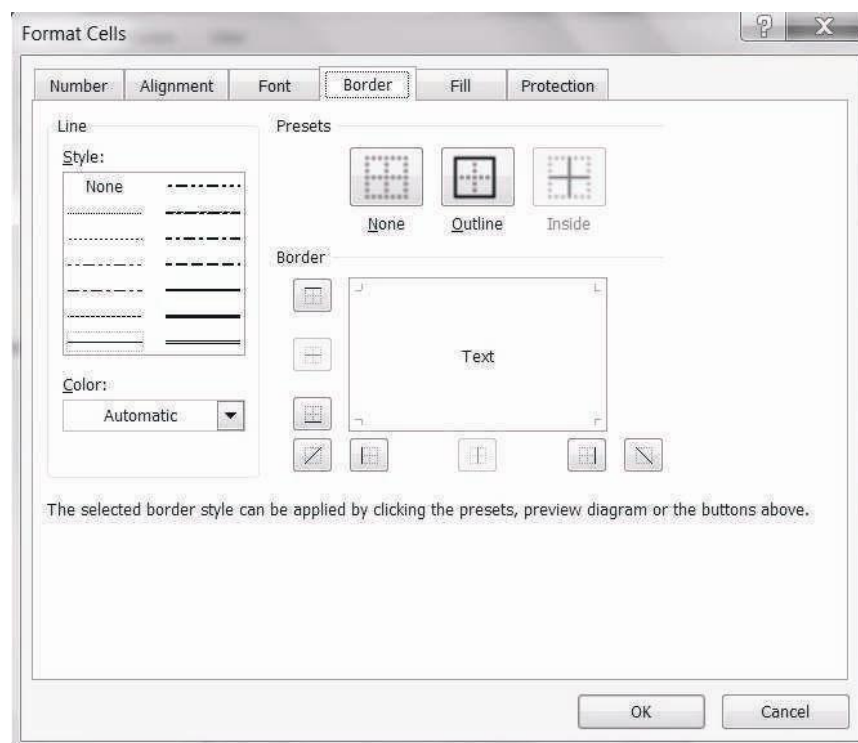 Format Cells
Number Alignment Font Border Fill Protection
Line
Style:
None
Color:
Automatic
Presets
None Outline Inside
Border
Text
The selected border style can be applied by clicking the presets, preview diagram or the buttons above.
OK Cancel